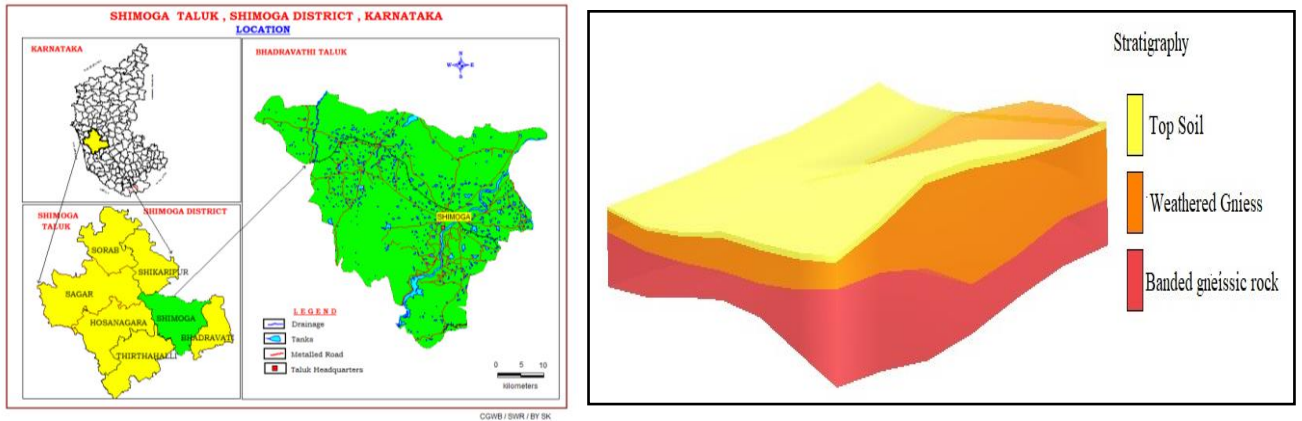 SHIMOGA TALUK , SHIMOGA DISTRICT , KARNATAKA
LOCATION
KARNATAKA
BHADRAVATHI TALUK
W
N
E
S
SHIMOGA
SHIMOGA
TALUK
SHIMOGA DISTRICT
SORAB
SHIKARIPUR
SAGAR
SHIMOGA
HOSANAGARA
BHADRAVATI
THIRTHAHALLI
LEGEND
Drainage
Tanks
Metalled Road
Taluk Headquarters
0 5 10
kilometers
CGWB / SWR / BY SK
Stratigraphy
Top Soil
Weathered Gniess
Banded gneissic rock